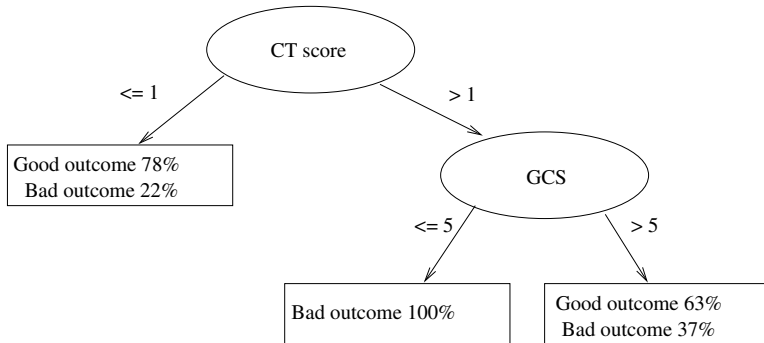 CT score
<= 1
> 1
Good outcome 78%
Bad outcome 22%
GCS
<= 5
> 5
Bad outcome 100%
Good outcome 63%
Bad outcome 37%